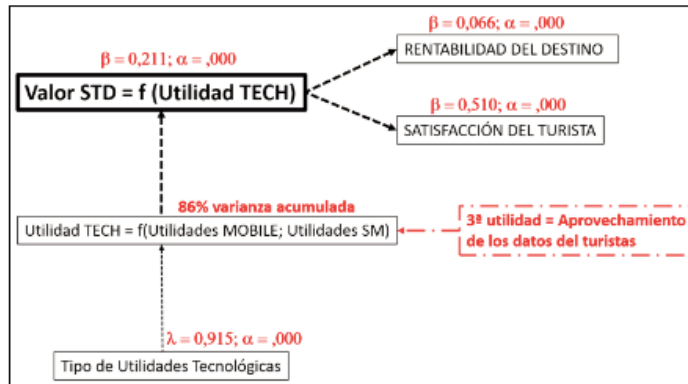 β = 0,066; α = ,000
RENTABILIDAD DEL DESTINO
β = 0,211; α = ,000
Valor STD = f (Utilidad TECH)
β = 0,510; α = ,000
SATISFACCIÓN DEL TURISTA
86% varianza acumulada
Utilidad TECH = f(Utilidades MOBILE; Utilidades SM)
3ª utilidad = Aprovechamiento
de los datos del turistas
λ = 0,915; α = ,000
Tipo de Utilidades Tecnológicas